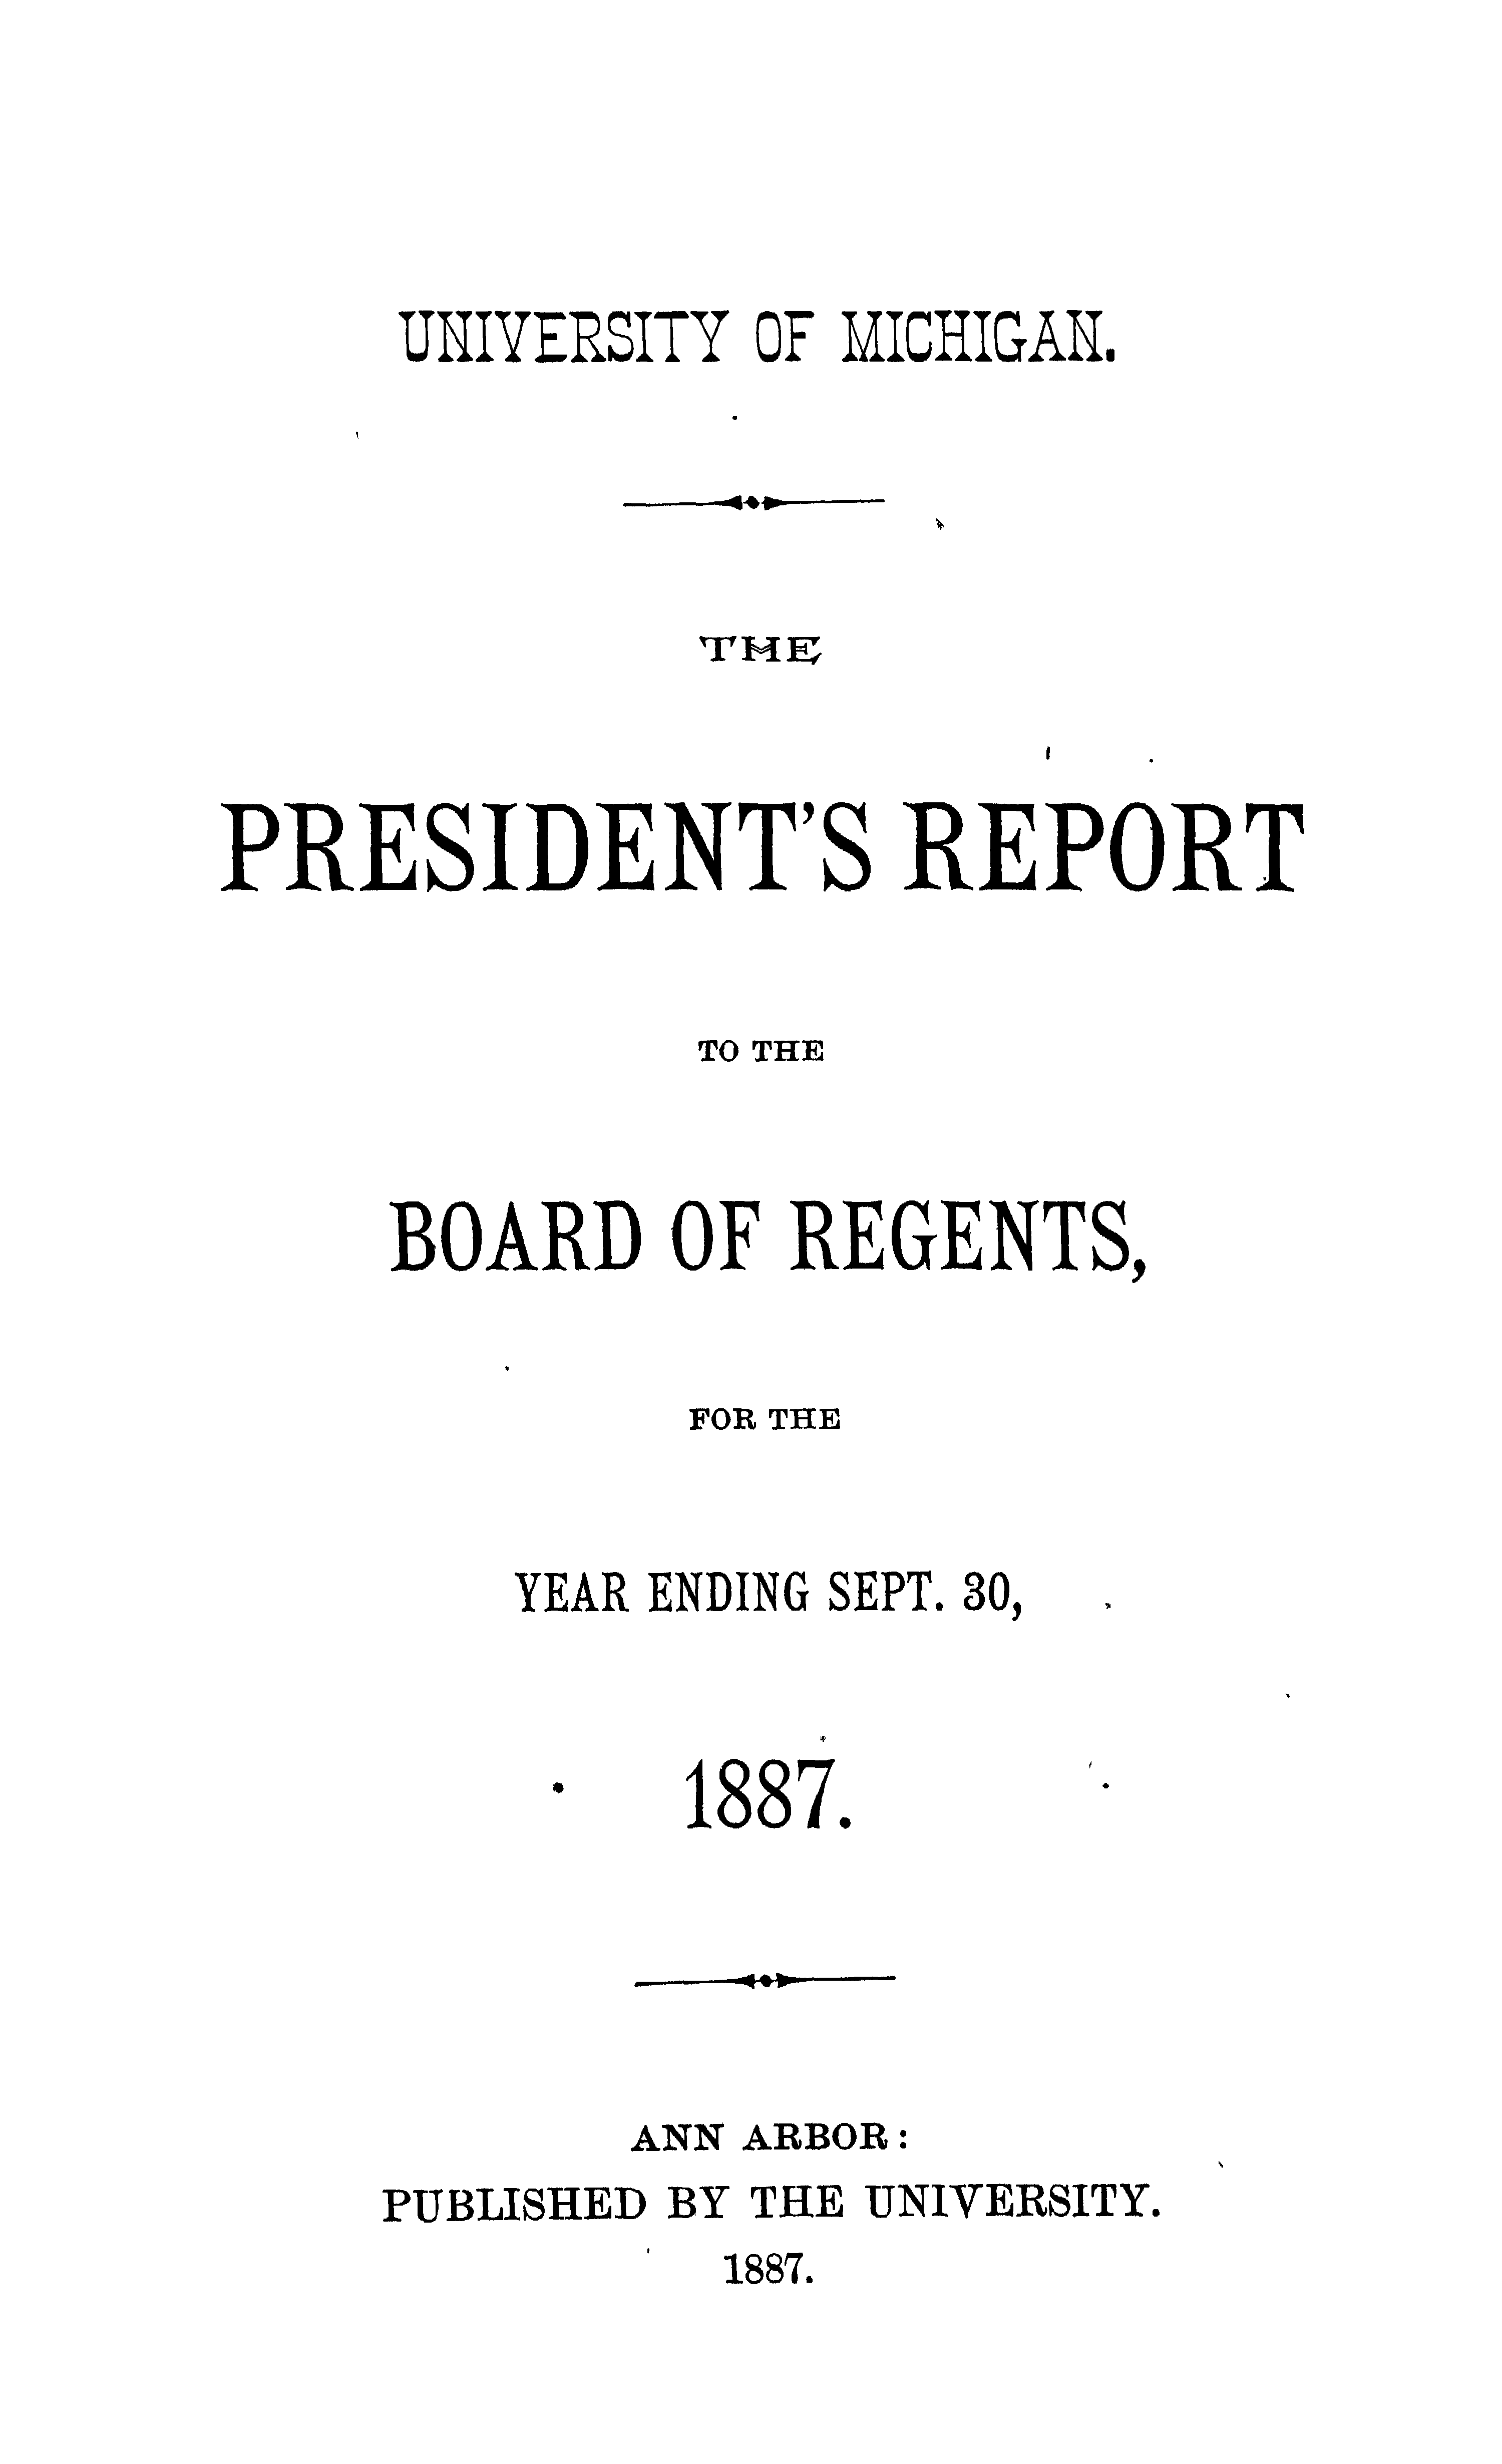 UNIVERSITY OF MICHIGAN.
THE
PRESIDENT'S REPORT
TO THE
BOARD OF REGENTS,
FOR THE
YEAR ENDING SEPT. 30,
1887.
ANN ARBOR:
PUBLISHED BY THE UNIVERSITY.
1887.